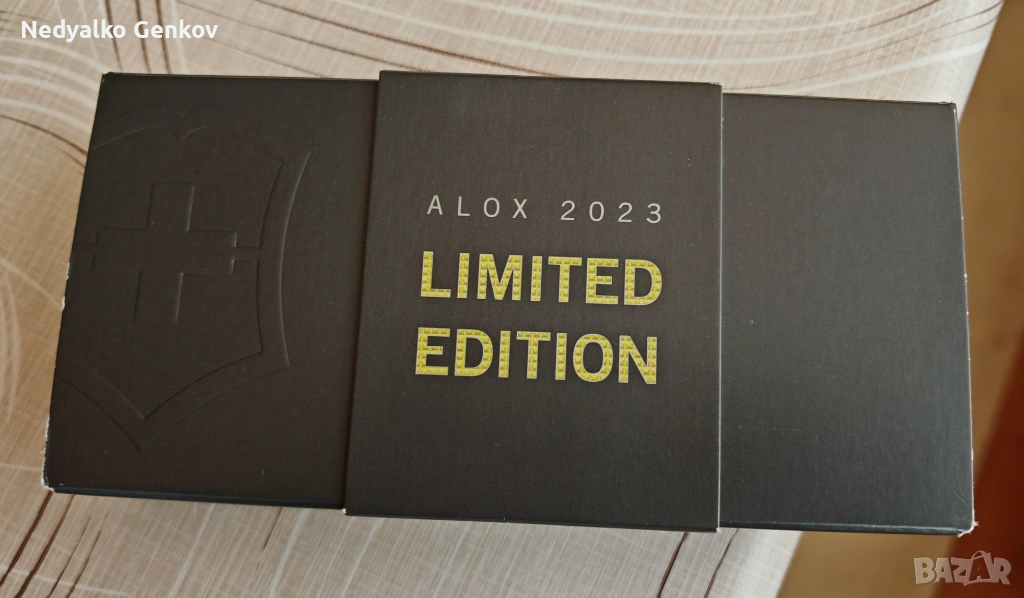 Nedyalko Genkov
ALOX 2023
LIMITED
EDITION
BAZAR